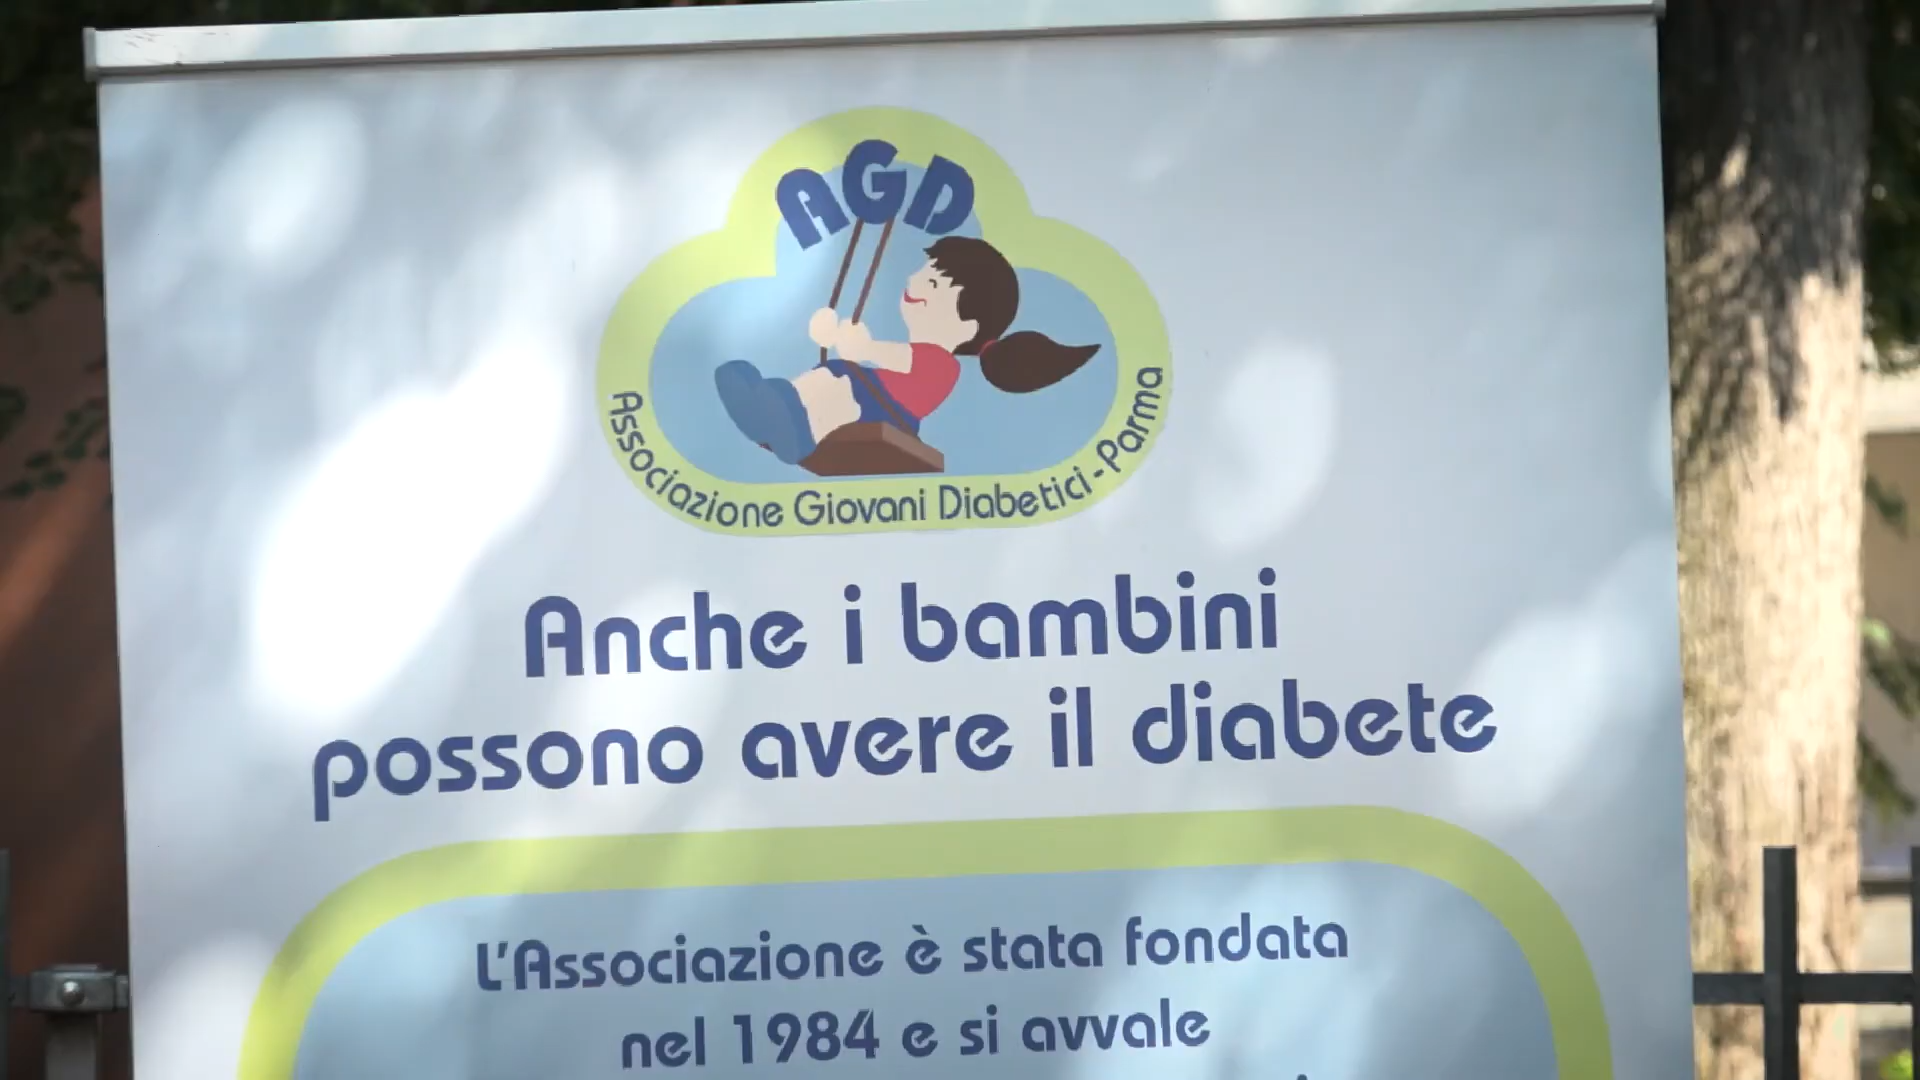 AGD
Associazione Giovani Diabetici - Parma
Anche i bambini
possono avere il diabete
L'Associazione è stata fondata
nel 1984 e si avvale